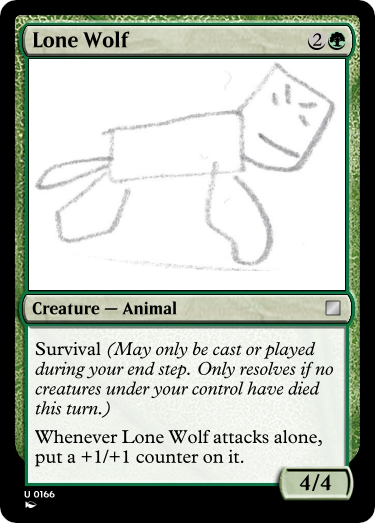 Lone Wolf 2
Creature — Animal
Survival (May only be cast or played
during your end step. Only resolves if no
creatures under your control have died
this turn.)
Whenever Lone Wolf attacks alone,
put a +1/+1 counter on it.
4/4
U 0166